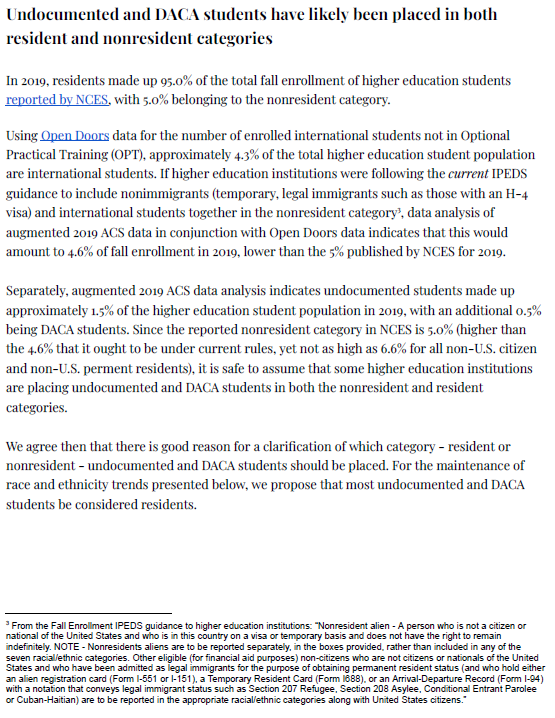 Undocumented and DACA students have likely been placed in both
resident and nonresident categories
In 2019, residents made up 95.0% of the total fall enrollment of higher education students
reported by NCES, with 5.0% belonging to the nonresident category.
Using Open Doors data for the number of enrolled international students not in Optional
Practical Training (OPT), approximately 4.3% of the total higher education student population
are international students. If higher education institutions were following the current IPEDS
guidance to include nonimmigrants (temporary, legal immigrants such as those with an H-4
visa) and international students together in the nonresident category³, data analysis of
augmented 2019 ACS data in conjunction with Open Doors data indicates that this would
amount to 4.6% of fall enrollment in 2019, lower than the 5% published by NCES for 2019.
Separately, augmented 2019 ACS data analysis indicates undocumented students made up
approximately 1.5% of the higher education student population in 2019, with an additional 0.5%
being DACA students. Since the reported nonresident category in NCES is 5.0% (higher than
the 4.6% that it ought to be under current rules, yet not as high as 6.6% for all non-U.S. citizen
and non-U.S. perment residents), it is safe to assume that some higher education institutions
are placing undocumented and DACA students in both the nonresident and resident
categories.
We agree then that there is good reason for a clarification of which category - resident or
nonresident - undocumented and DACA students should be placed. For the maintenance of
race and ethnicity trends presented below, we propose that most undocumented and DACA
students be considered residents.
³ From the Fall Enrollment IPEDS guidance to higher education institutions: "Nonresident alien - A person who is not a citizen or
national of the United States and who is in this country on a visa or temporary basis and does not have the right to remain
indefinitely. NOTE - Nonresidents aliens are to be reported separately, in the boxes provided, rather than included in any of the
seven racial/ethnic categories. Other eligible (for financial aid purposes) non-citizens who are not citizens or nationals of the United
States and who have been admitted as legal immigrants for the purpose of obtaining permanent resident status (and who hold either
an alien registration card (Form I-551 or I-151), a Temporary Resident Card (Form I688), or an Arrival-Departure Record (Form I-94)
with a notation that conveys legal immigrant status such as Section 207 Refugee, Section 208 Asylee, Conditional Entrant Parolee
or Cuban-Haitian) are to be reported in the appropriate racial/ethnic categories along with United States citizens."